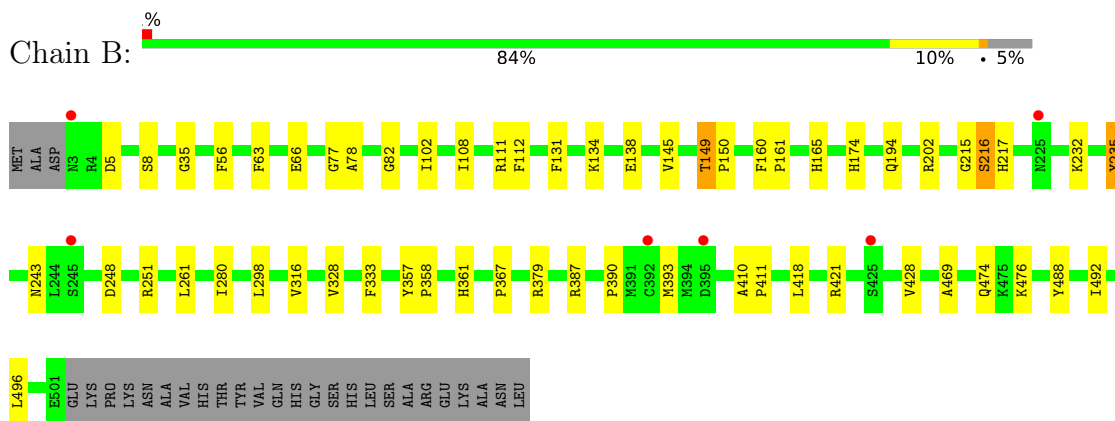 .%
Chain B:
84% 10% • 5%
MET ALA ASP N3 R4 D5 S8 G35 F56 F63 E66 G77 A78 G82 I102 I108 R111 F112 F131 K134 E138 V145 T149 P150 F160 P161 H165 H174 Q194 R202 G215 S216 H217 N225 K232 Y235
N243 L244 S245 D248 R251 L261 I280 L298 V316 V328 F333 Y357 P358 H361 P367 R379 R387 P390 M391 C392 M393 M394 D395 A410 P411 L418 R421 S425 V428 A469 Q474 K475 K476 Y488 I492
L496 E501 GLU LYS PRO LYS ASN ALA VAL HIS THR TYR VAL GLN HIS GLY SER HIS LEU SER ALA ARG GLU LYS ALA ASN LEU